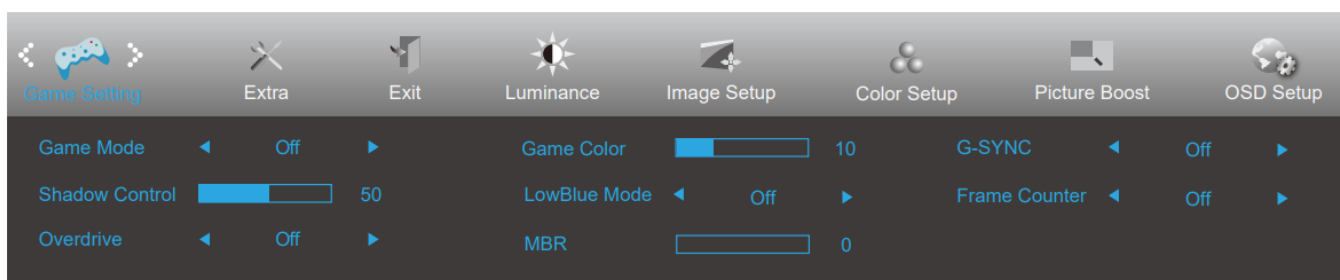 Game Setting Extra Exit Luminance Image Setup Color Setup Picture Boost OSD Setup
Game Mode Off Game Color 10 G-SYNC Off
Shadow Control 50 LowBlue Mode Off Frame Counter Off
Overdrive Off MBR 0